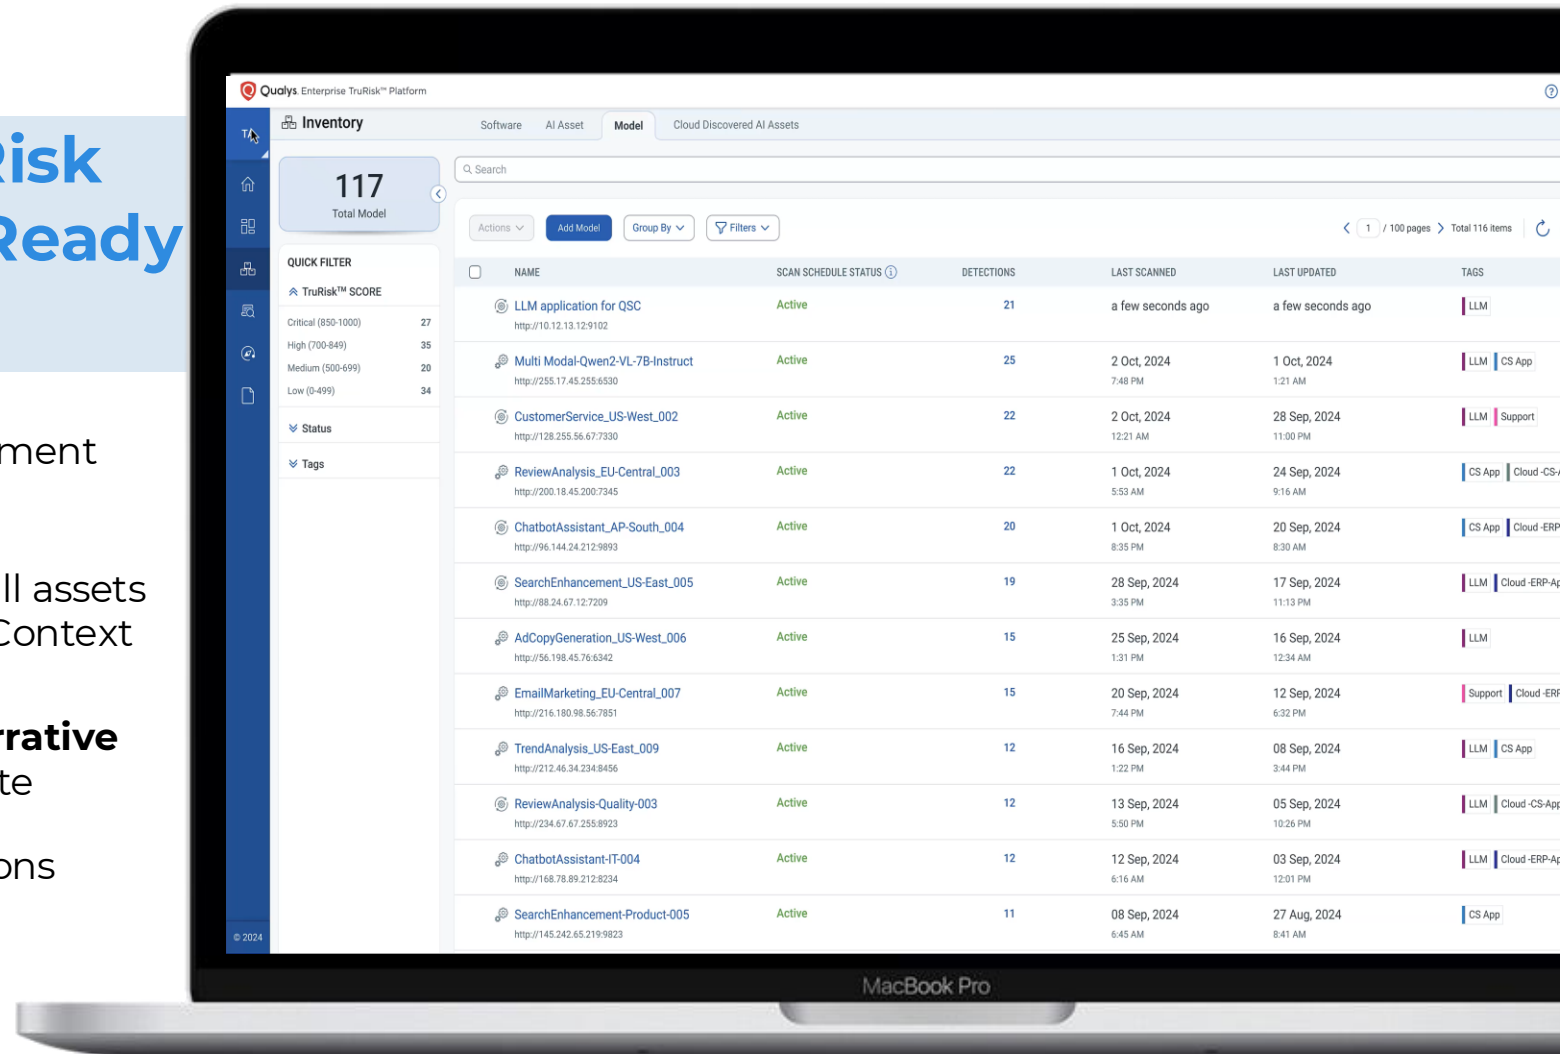 Risk
Ready
ment
ll assets
Context
rrative
te
ons
Qualys. Enterprise TruRisk™ Platform
TA
Inventory
Software AI Asset Model Cloud Discovered AI Assets
117
Total Model
Search
Actions Add Model Group By Filters
1 / 100 pages Total 116 items
QUICK FILTER
TruRisk™ SCORE
Critical (850-1000) 27
High (700-849) 35
Medium (500-699) 20
Low (0-499) 34
Status
Tags
NAME SCAN SCHEDULE STATUS DETECTIONS LAST SCANNED LAST UPDATED TAGS
LLM application for QSC Active 21 a few seconds ago a few seconds ago LLM
http://10.12.13.12:9102
Multi Modal-Qwen2-VL-7B-Instruct Active 25 2 Oct, 2024 1 Oct, 2024 LLM CS App
http://255.17.45.255:6530 7:48 PM 1:21 AM
CustomerService_US-West_002 Active 22 2 Oct, 2024 28 Sep, 2024 LLM Support
http://128.255.56.67:7330 12:21 AM 11:00 PM
ReviewAnalysis_EU-Central_003 Active 22 1 Oct, 2024 24 Sep, 2024 CS App Cloud -CS-A
http://200.18.45.200:7345 5:53 AM 9:16 AM
ChatbotAssistant_AP-South_004 Active 20 1 Oct, 2024 20 Sep, 2024 CS App Cloud -ERP
http://96.144.24.212:9893 8:35 PM 8:30 AM
SearchEnhancement_US-East_005 Active 19 28 Sep, 2024 17 Sep, 2024 LLM Cloud -ERP-Ap
http://88.24.67.12:7209 3:35 PM 11:13 PM
AdCopyGeneration_US-West_006 Active 15 25 Sep, 2024 16 Sep, 2024 LLM
http://56.198.45.76:6342 1:31 PM 12:34 AM
EmailMarketing_EU-Central_007 Active 15 20 Sep, 2024 12 Sep, 2024 Support Cloud -ERP
http://216.180.98.56:7851 7:44 PM 6:32 PM
TrendAnalysis_US-East_009 Active 12 16 Sep, 2024 08 Sep, 2024 LLM CS App
http://212.46.34.234:8456 1:22 PM 3:44 PM
ReviewAnalysis-Quality-003 Active 12 13 Sep, 2024 05 Sep, 2024 LLM Cloud -CS-App
http://234.67.67.255:8923 5:50 PM 10:26 PM
ChatbotAssistant-IT-004 Active 12 12 Sep, 2024 03 Sep, 2024 LLM Cloud -ERP-Ap
http://168.78.89.212:8234 6:16 AM 12:01 PM
SearchEnhancement-Product-005 Active 11 08 Sep, 2024 27 Aug, 2024 CS App
http://145.242.65.219:9823 6:45 AM 8:41 AM
© 2024
MacBook Pro